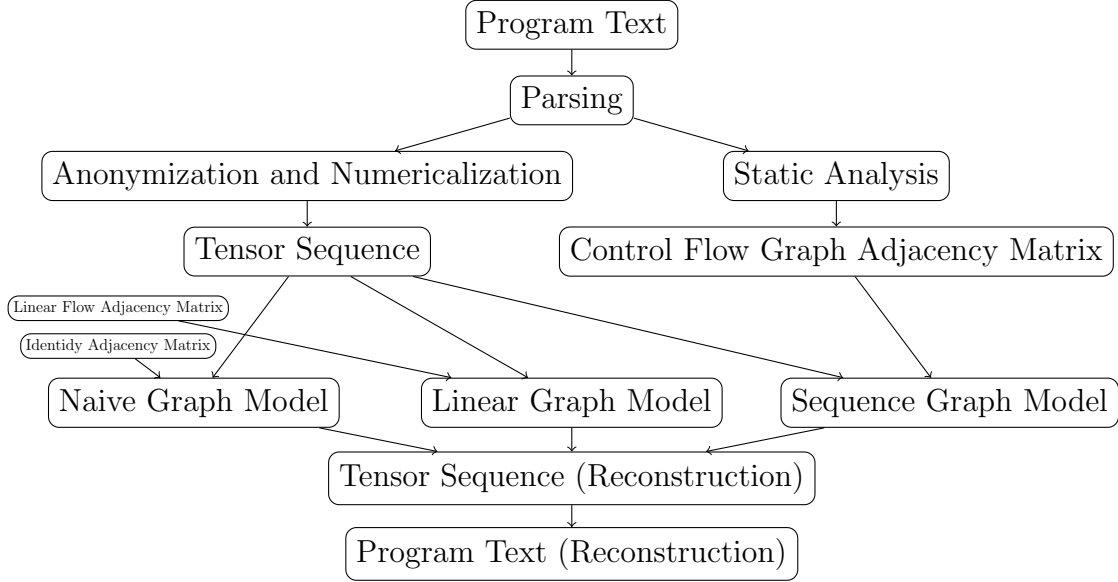 Program Text
Parsing
Anonymization and Numericalization
Static Analysis
Tensor Sequence
Control Flow Graph Adjacency Matrix
Linear Flow Adjacency Matrix
Identidy Adjacency Matrix
Naive Graph Model
Linear Graph Model
Sequence Graph Model
Tensor Sequence (Reconstruction)
Program Text (Reconstruction)